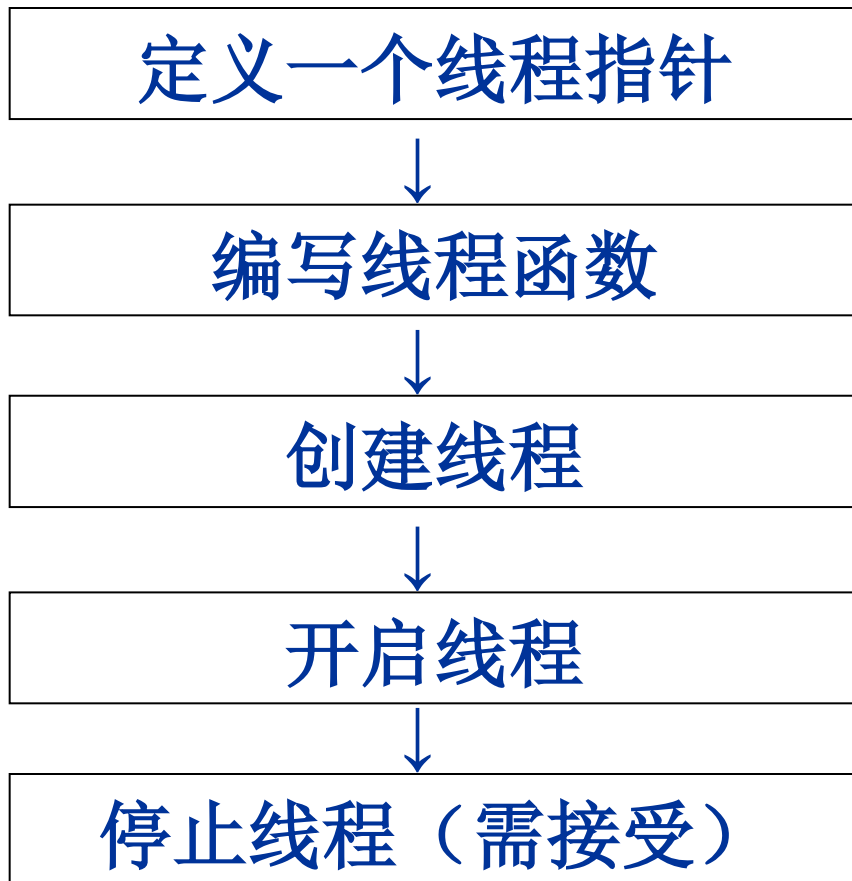 定义一个线程指针
↓
编写线程函数
↓
创建线程
↓
开启线程
↓
停止线程（需接受）